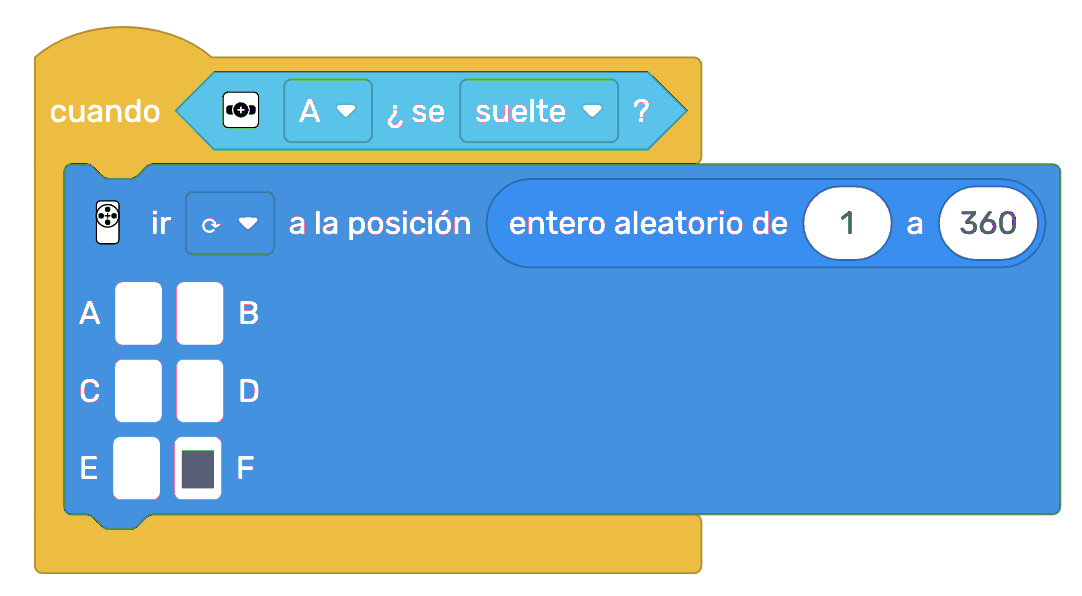 cuando A ¿ se suelte ?
ir a la posición entero aleatorio de 1 a 360
A B
C D
E F